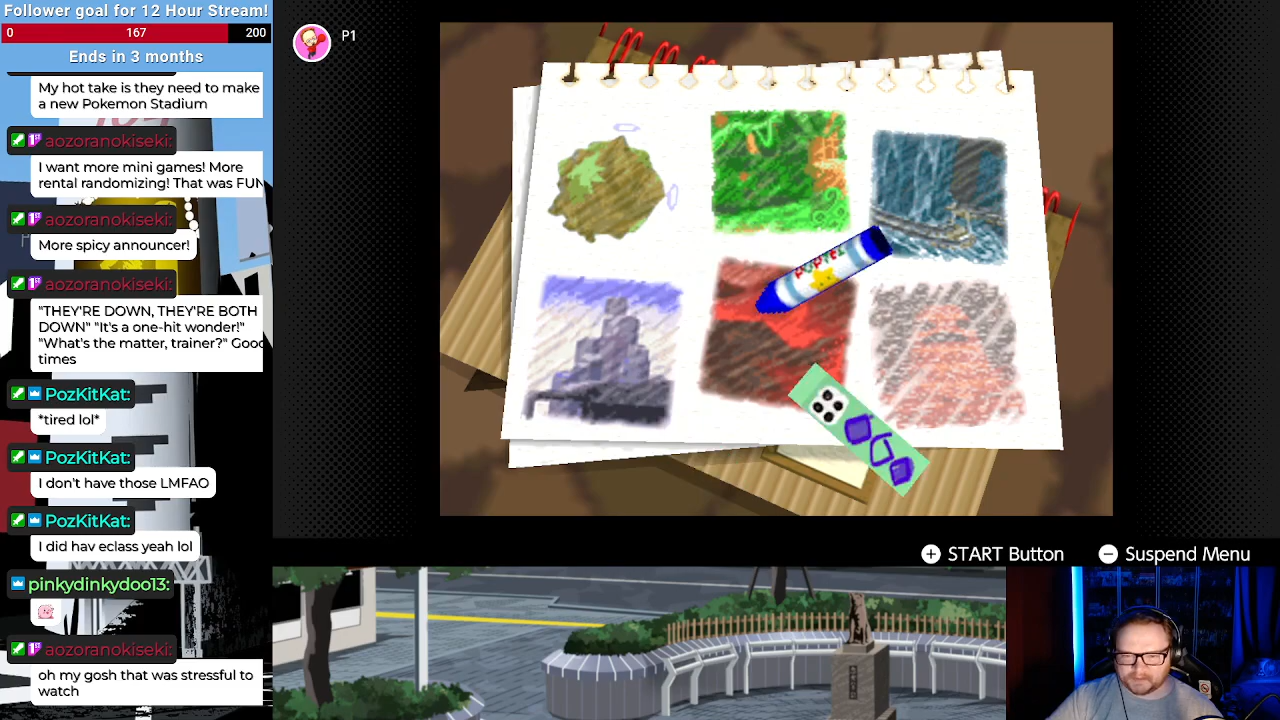 Follower goal for 12 Hour Stream!
0 167 200
Ends in 3 months
My hot take is they need to make
a new Pokemon Stadium
aozoranokiseki:
I want more mini games! More
rental randomizing! That was FUN
aozoranokiseki:
More spicy announcer!
aozoranokiseki:
"THEY'RE DOWN, THEY'RE BOTH
DOWN" "It's a one-hit wonder!"
"What's the matter, trainer?" Good
times
PozKitKat:
*tired lol*
PozKitKat:
I don't have those LMFAO
PozKitKat:
I did hav eclass yeah lol
pinkydinkydoo13:
aozoranokiseki:
oh my gosh that was stressful to
watch
P1
+ START Button
− Suspend Menu